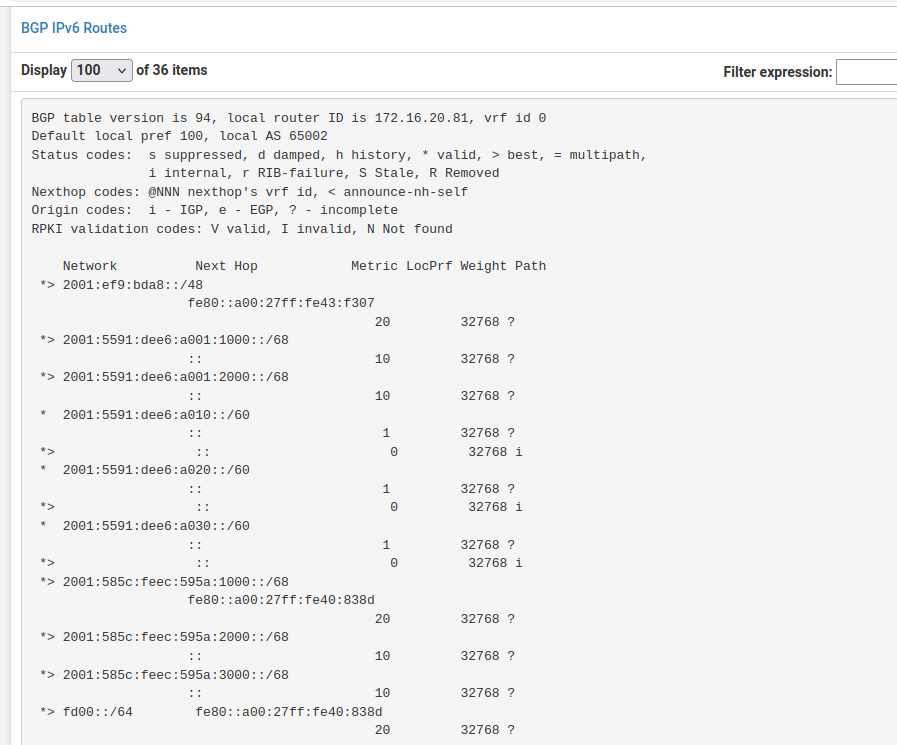 BGP IPv6 Routes
Display 100 of 36 items
Filter expression:
BGP table version is 94, local router ID is 172.16.20.81, vrf id 0
Default local pref 100, local AS 65002
Status codes:  s suppressed, d damped, h history, * valid, > best, = multipath,
               i internal, r RIB-failure, S Stale, R Removed
Nexthop codes: @NNN nexthop's vrf id, < announce-nh-self
Origin codes:  i - IGP, e - EGP, ? - incomplete
RPKI validation codes: V valid, I invalid, N Not found
    Network          Next Hop            Metric LocPrf Weight Path
 *> 2001:ef9:bda8::/48
                    fe80::a00:27ff:fe43:f307
                                            20         32768 ?
 *> 2001:5591:dee6:a001:1000::/68
                    ::                      10         32768 ?
 *> 2001:5591:dee6:a001:2000::/68
                    ::                      10         32768 ?
 *  2001:5591:dee6:a010::/60
                    ::                       1         32768 ?
 *>                  ::                       0         32768 i
 *  2001:5591:dee6:a020::/60
                    ::                       1         32768 ?
 *>                  ::                       0         32768 i
 *  2001:5591:dee6:a030::/60
                    ::                       1         32768 ?
 *>                  ::                       0         32768 i
 *> 2001:585c:feec:595a:1000::/68
                    fe80::a00:27ff:fe40:838d
                                            20         32768 ?
 *> 2001:585c:feec:595a:2000::/68
                    ::                      10         32768 ?
 *> 2001:585c:feec:595a:3000::/68
                    ::                      10         32768 ?
 *> fd00::/64        fe80::a00:27ff:fe40:838d
                                            20         32768 ?